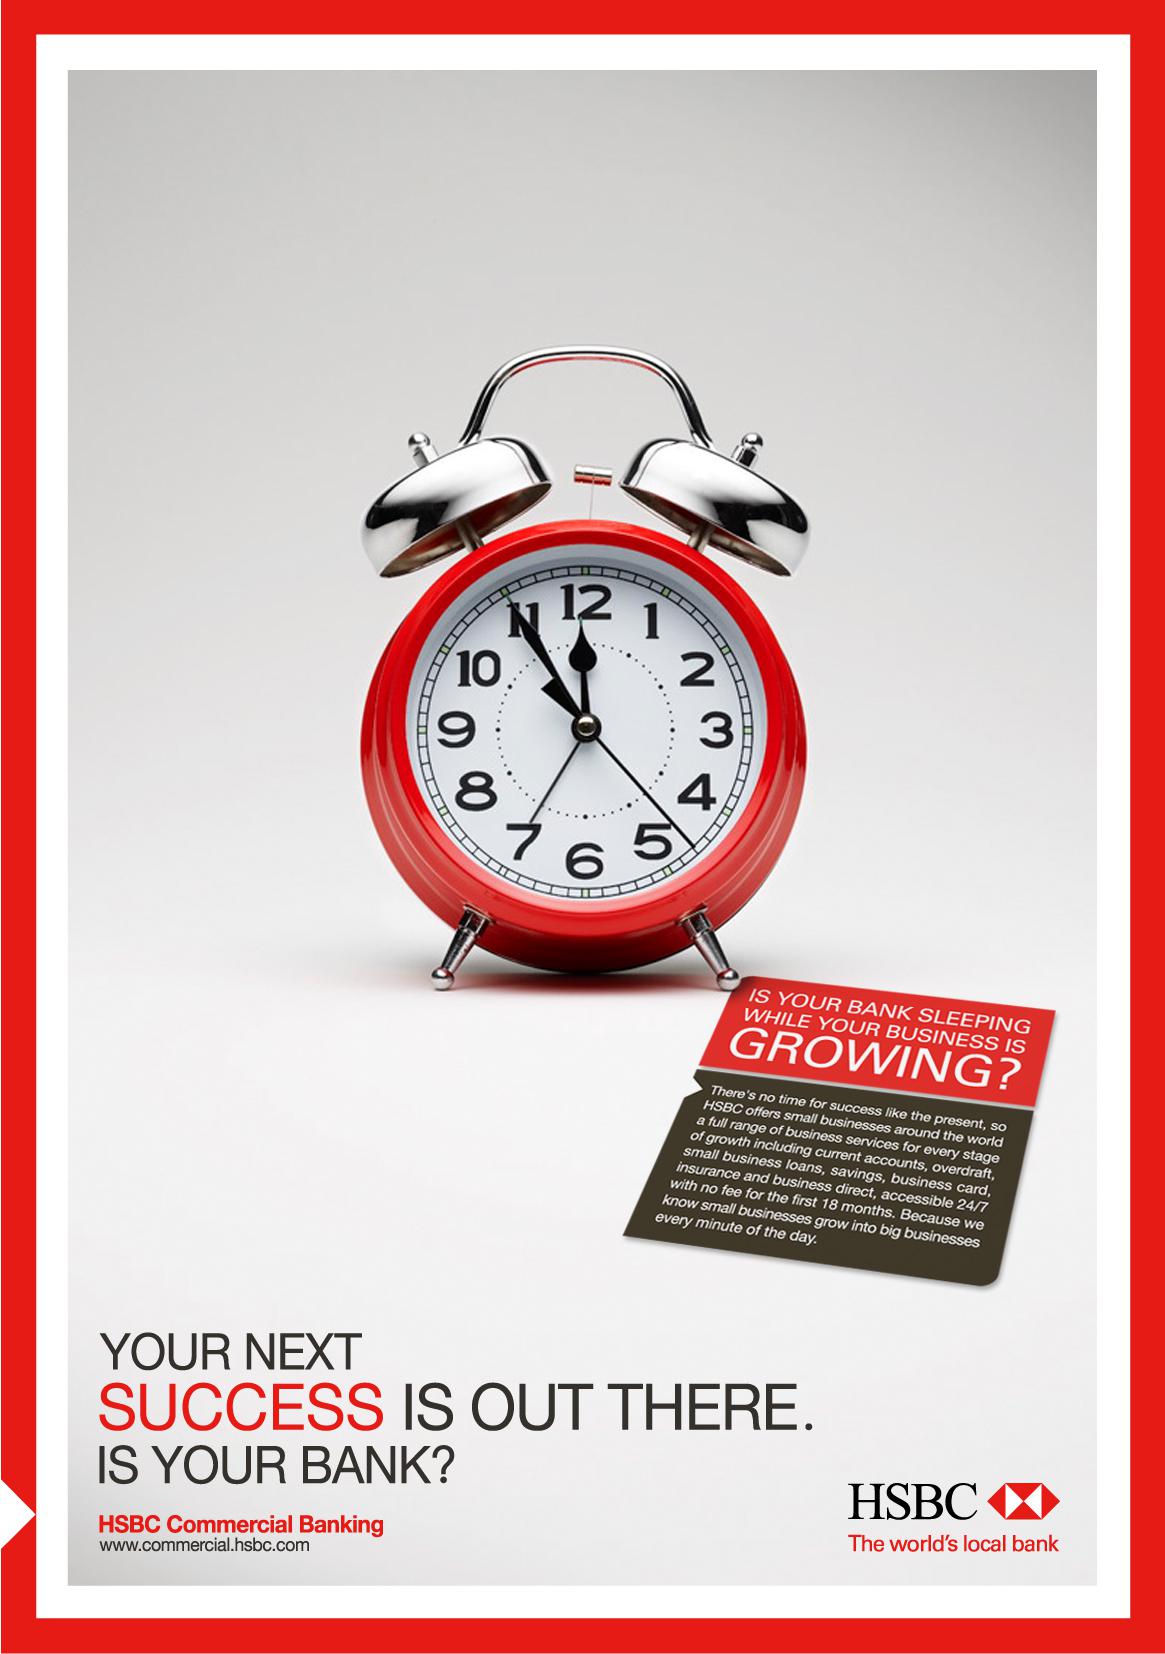 12
1
2
3
4
5
6
7
8
9
10
11
IS YOUR BANK SLEEPING
WHILE YOUR BUSINESS IS
GROWING?
There's no time for success like the present, so
HSBC offers small businesses around the world
a full range of business services for every stage
of growth including current accounts, overdraft,
small business loans, savings, business card,
insurance and business direct, accessible 24/7
with no fee for the first 18 months. Because we
know small businesses grow into big businesses
every minute of the day.
YOUR NEXT
SUCCESS IS OUT THERE.
IS YOUR BANK?
HSBC Commercial Banking
www.commercial.hsbc.com
HSBC
The world's local bank